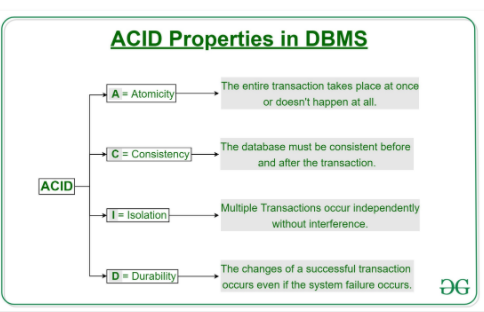 ACID Properties in DBMS
A = Atomicity
The entire transaction takes place at once
or doesn't happen at all.
C = Consistency
The database must be consistent before
and after the transaction.
ACID
I = Isolation
Multiple Transactions occur independently
without interference.
D = Durability
The changes of a successful transaction
occurs even if the system failure occurs.